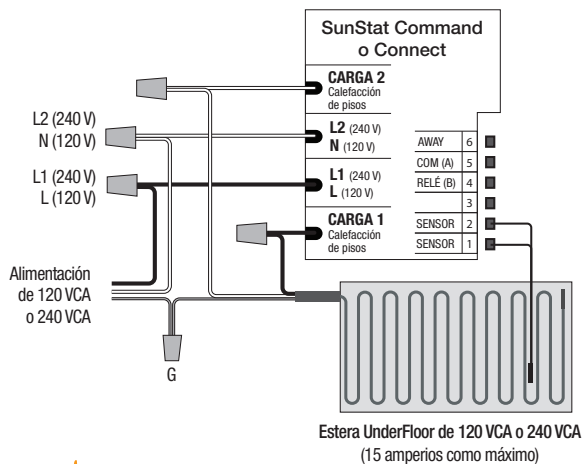 SunStat Command
o Connect
CARGA 2
Calefacción
de pisos
L2 (240 V)
N (120 V)
L2 (240 V)
N (120 V)
L1 (240 V)
L (120 V)
L1 (240 V)
L (120 V)
CARGA 1
Calefacción
de pisos
AWAY 6
COM (A) 5
RELÉ (B) 4
3
SENSOR 2
SENSOR 1
Alimentación
de 120 VCA
o 240 VCA
G
Estera UnderFloor de 120 VCA o 240 VCA
(15 amperios como máximo)